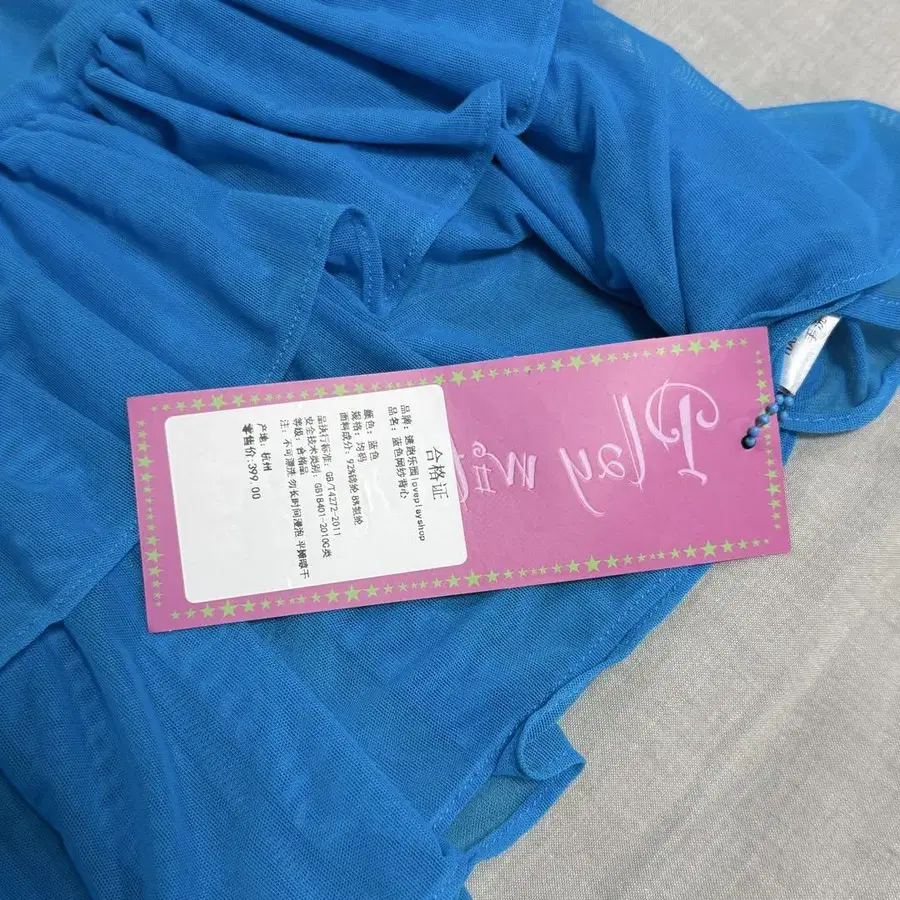 合格证
品牌：速跑乐园loveplayshop
品名：蓝色网纱背心
颜色：蓝色
规格：均码
面料成分：92%锦纶 8%氨纶
品执行标准：GB/T4272-2011
安全技术类别：GB18401-2010C类
等级：合格品
注：不可漂洗 勿长时间浸泡 平摊晾干
产地：杭州
零售价：399.00
Play wit